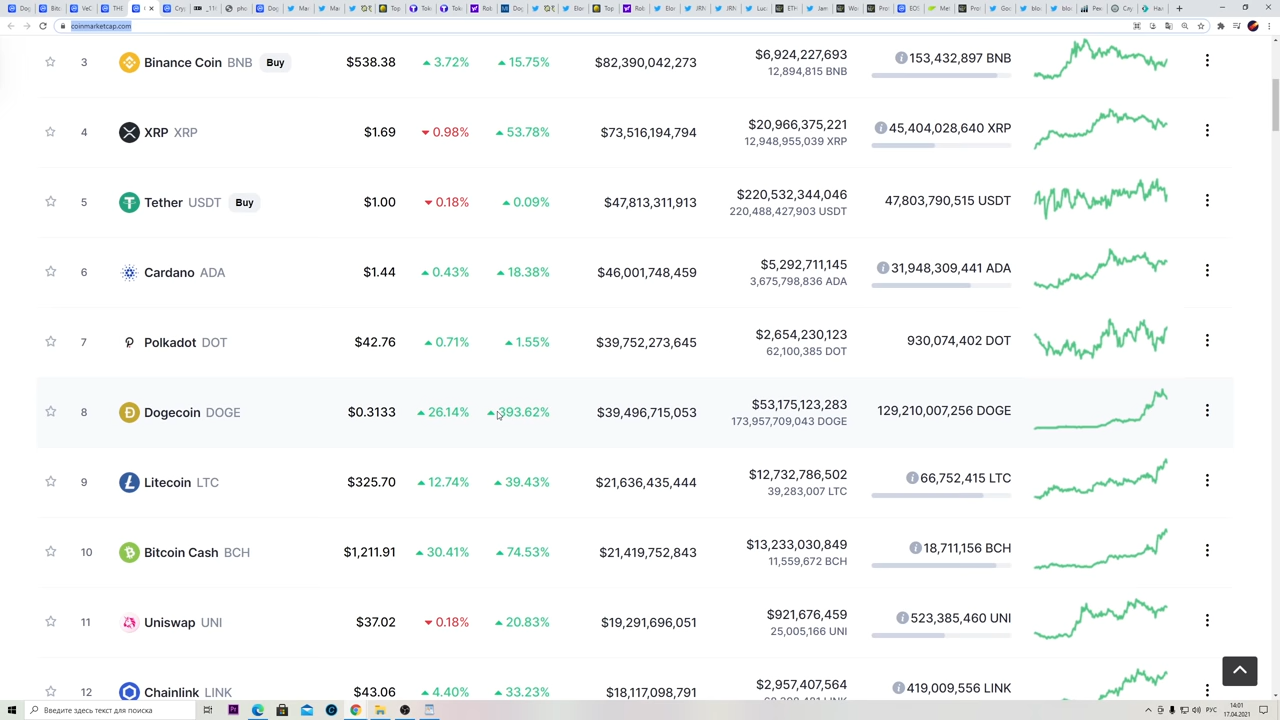 coinmarketcap.com
3 Binance Coin BNB Buy $538.38 3.72% 15.75% $82,390,042,273 $6,924,227,693 153,432,897 BNB
12,894,815 BNB
4 XRP XRP $1.69 0.98% 53.78% $73,516,194,794 $20,966,375,221 45,404,028,640 XRP
12,948,955,039 XRP
5 Tether USDT Buy $1.00 0.18% 0.09% $47,813,311,913 $220,532,344,046 47,803,790,515 USDT
220,488,427,903 USDT
6 Cardano ADA $1.44 0.43% 18.38% $46,001,748,459 $5,292,711,145 31,948,309,441 ADA
3,675,798,836 ADA
7 Polkadot DOT $42.76 0.71% 1.55% $39,752,273,645 $2,654,230,123 930,074,402 DOT
62,100,385 DOT
8 Dogecoin DOGE $0.3133 26.14% 393.62% $39,496,715,053 $53,175,123,283 129,210,007,256 DOGE
173,957,709,043 DOGE
9 Litecoin LTC $325.70 12.74% 39.43% $21,636,435,444 $12,732,786,502 66,752,415 LTC
39,283,007 LTC
10 Bitcoin Cash BCH $1,211.91 30.41% 74.53% $21,419,752,843 $13,233,030,849 18,711,156 BCH
11,559,672 BCH
11 Uniswap UNI $37.02 0.18% 20.83% $19,291,696,051 $921,676,459 523,385,460 UNI
25,005,166 UNI
12 Chainlink LINK $43.06 4.40% 33.23% $18,117,098,791 $2,957,407,564 419,009,556 LINK
Введите здесь текст для поиска
РУС
14:01
17.04.2021